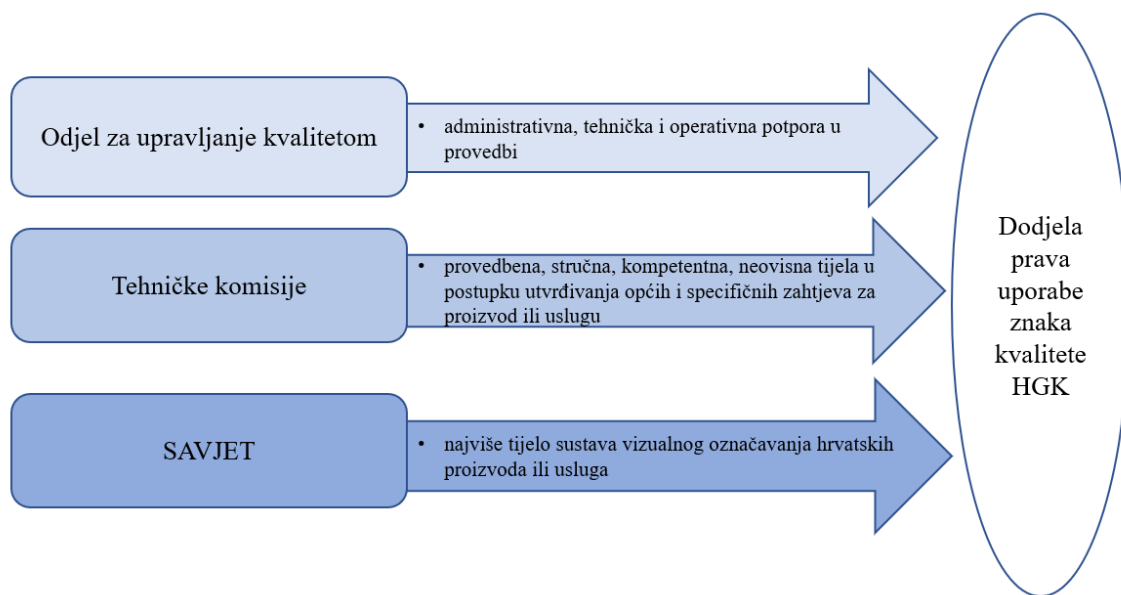 Odjel za upravljanje kvalitetom
• administrativna, tehnička i operativna potpora u
provedbi
Tehničke komisije
• provedbena, stručna, kompetentna, neovisna tijela u
postupku utvrđivanja općih i specifičnih zahtjeva za
proizvod ili uslugu
SAVJET
• najviše tijelo sustava vizualnog označavanja hrvatskih
proizvoda ili usluga
Dodjela
prava
uporabe
znaka
kvalitete
HGK